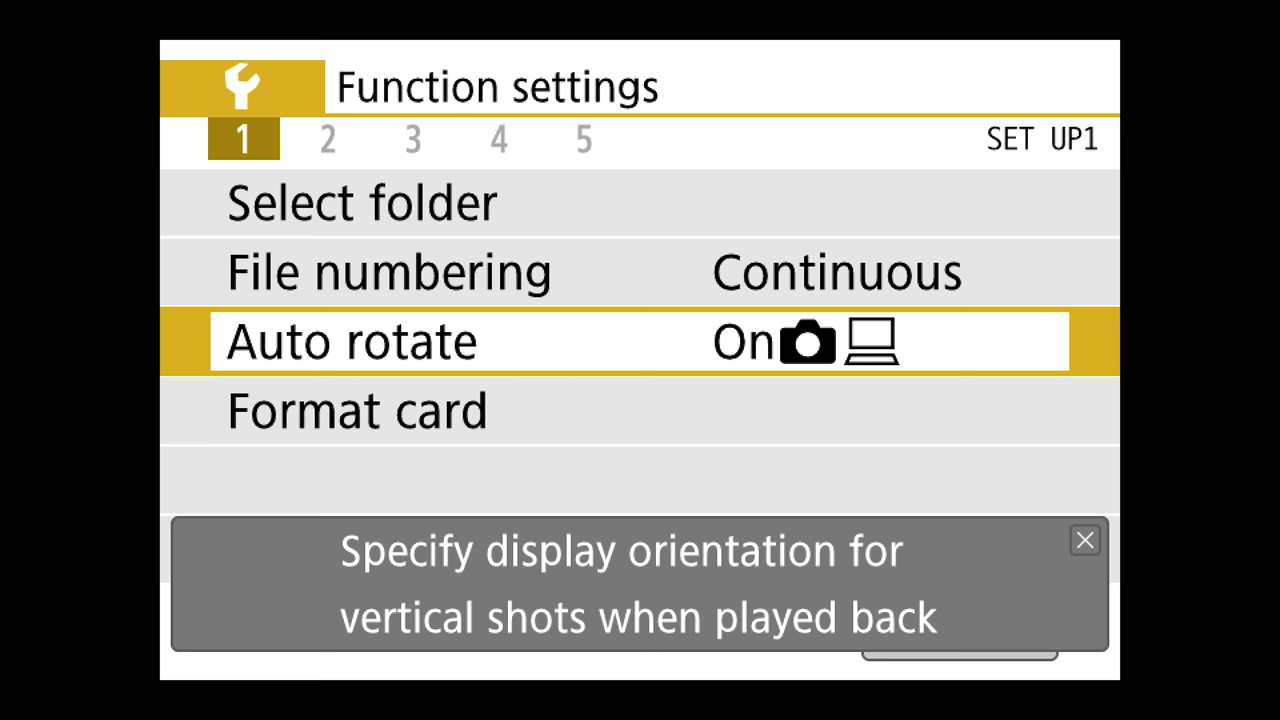 Function settings
1 2 3 4 5 SET UP1
Select folder
File numbering Continuous
Auto rotate On
Format card
Specify display orientation for
vertical shots when played back